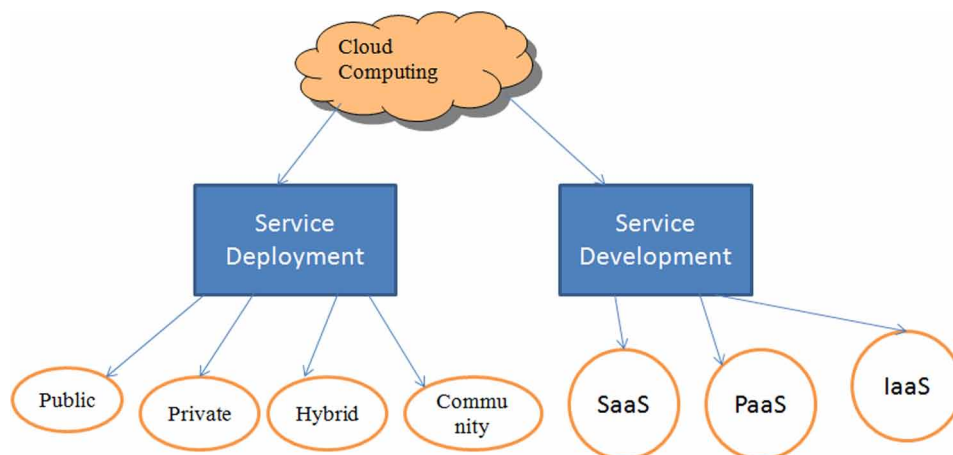 Cloud
Computing
Service
Deployment
Service
Development
Public
Private
Hybrid
Commu
nity
SaaS
PaaS
IaaS